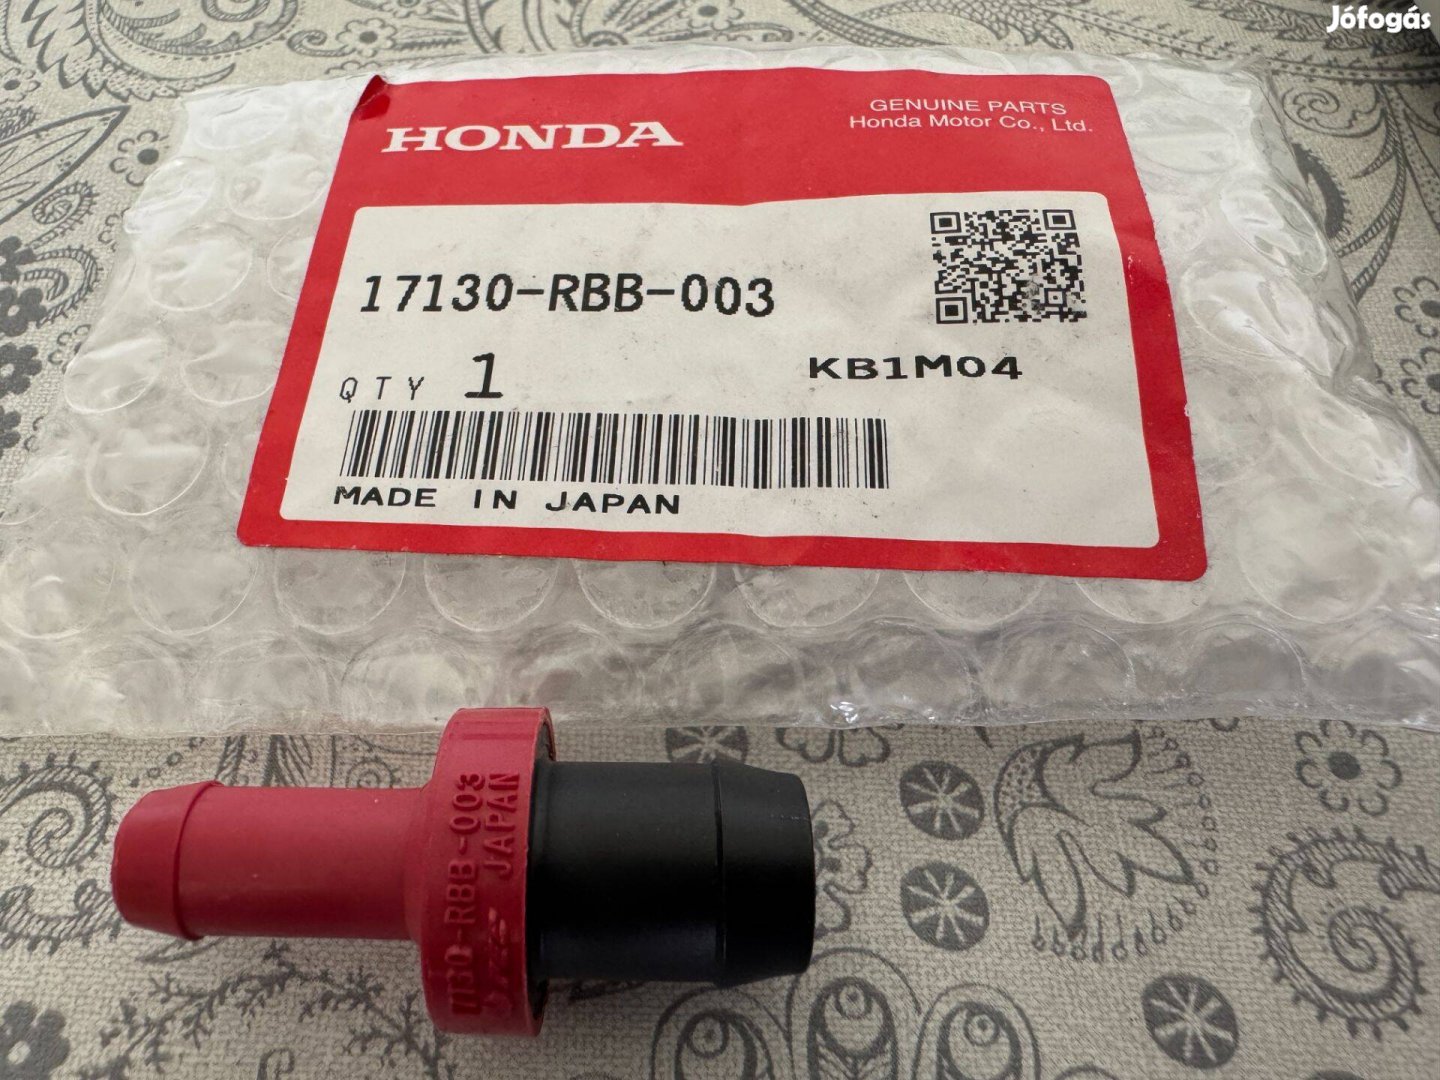 Jófogás
HONDA
GENUINE PARTS
Honda Motor Co., Ltd.
17130-RBB-003
QTY 1
KB1M04
MADE IN JAPAN
17130-RBB-003
JAPAN